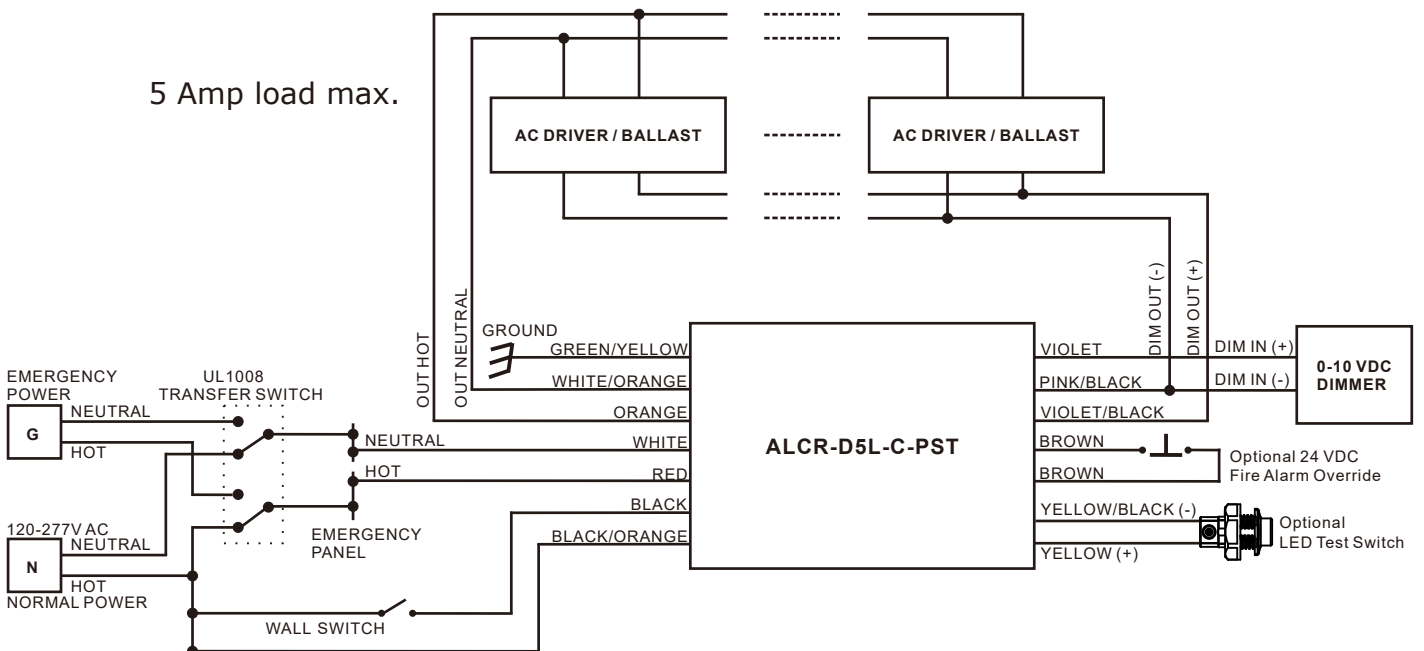 5 Amp load max.
AC DRIVER / BALLAST
AC DRIVER / BALLAST
OUT HOT
OUT NEUTRAL
DIM OUT (-)
DIM OUT (+)
GROUND
GREEN/YELLOW
WHITE/ORANGE
ORANGE
WHITE
RED
BLACK
BLACK/ORANGE
ALCR-D5L-C-PST
VIOLET
PINK/BLACK
VIOLET/BLACK
BROWN
BROWN
YELLOW/BLACK (-)
YELLOW (+)
DIM IN (+)
DIM IN (-)
0-10 VDC
DIMMER
Optional 24 VDC
Fire Alarm Override
Optional
LED Test Switch
EMERGENCY
POWER
G
NEUTRAL
HOT
UL1008
TRANSFER SWITCH
NEUTRAL
HOT
EMERGENCY
PANEL
120-277V AC
NEUTRAL
N
HOT
NORMAL POWER
WALL SWITCH